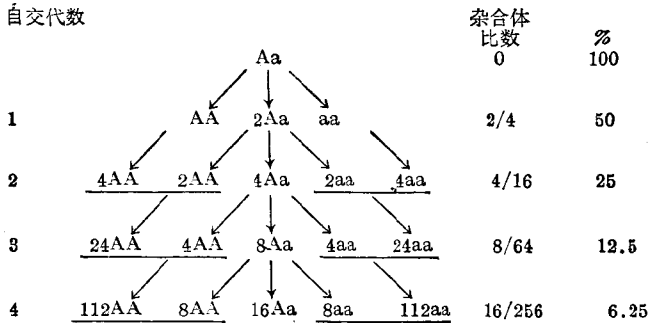 自交代数 杂合体
比数 %
Aa 0 100
1 AA 2Aa aa 2/4 50
2 4AA 2AA 4Aa 2aa 4aa 4/16 25
3 24AA 4AA 8Aa 4aa 24aa 8/64 12.5
4 112AA 8AA 16Aa 8aa 112aa 16/256 6.25